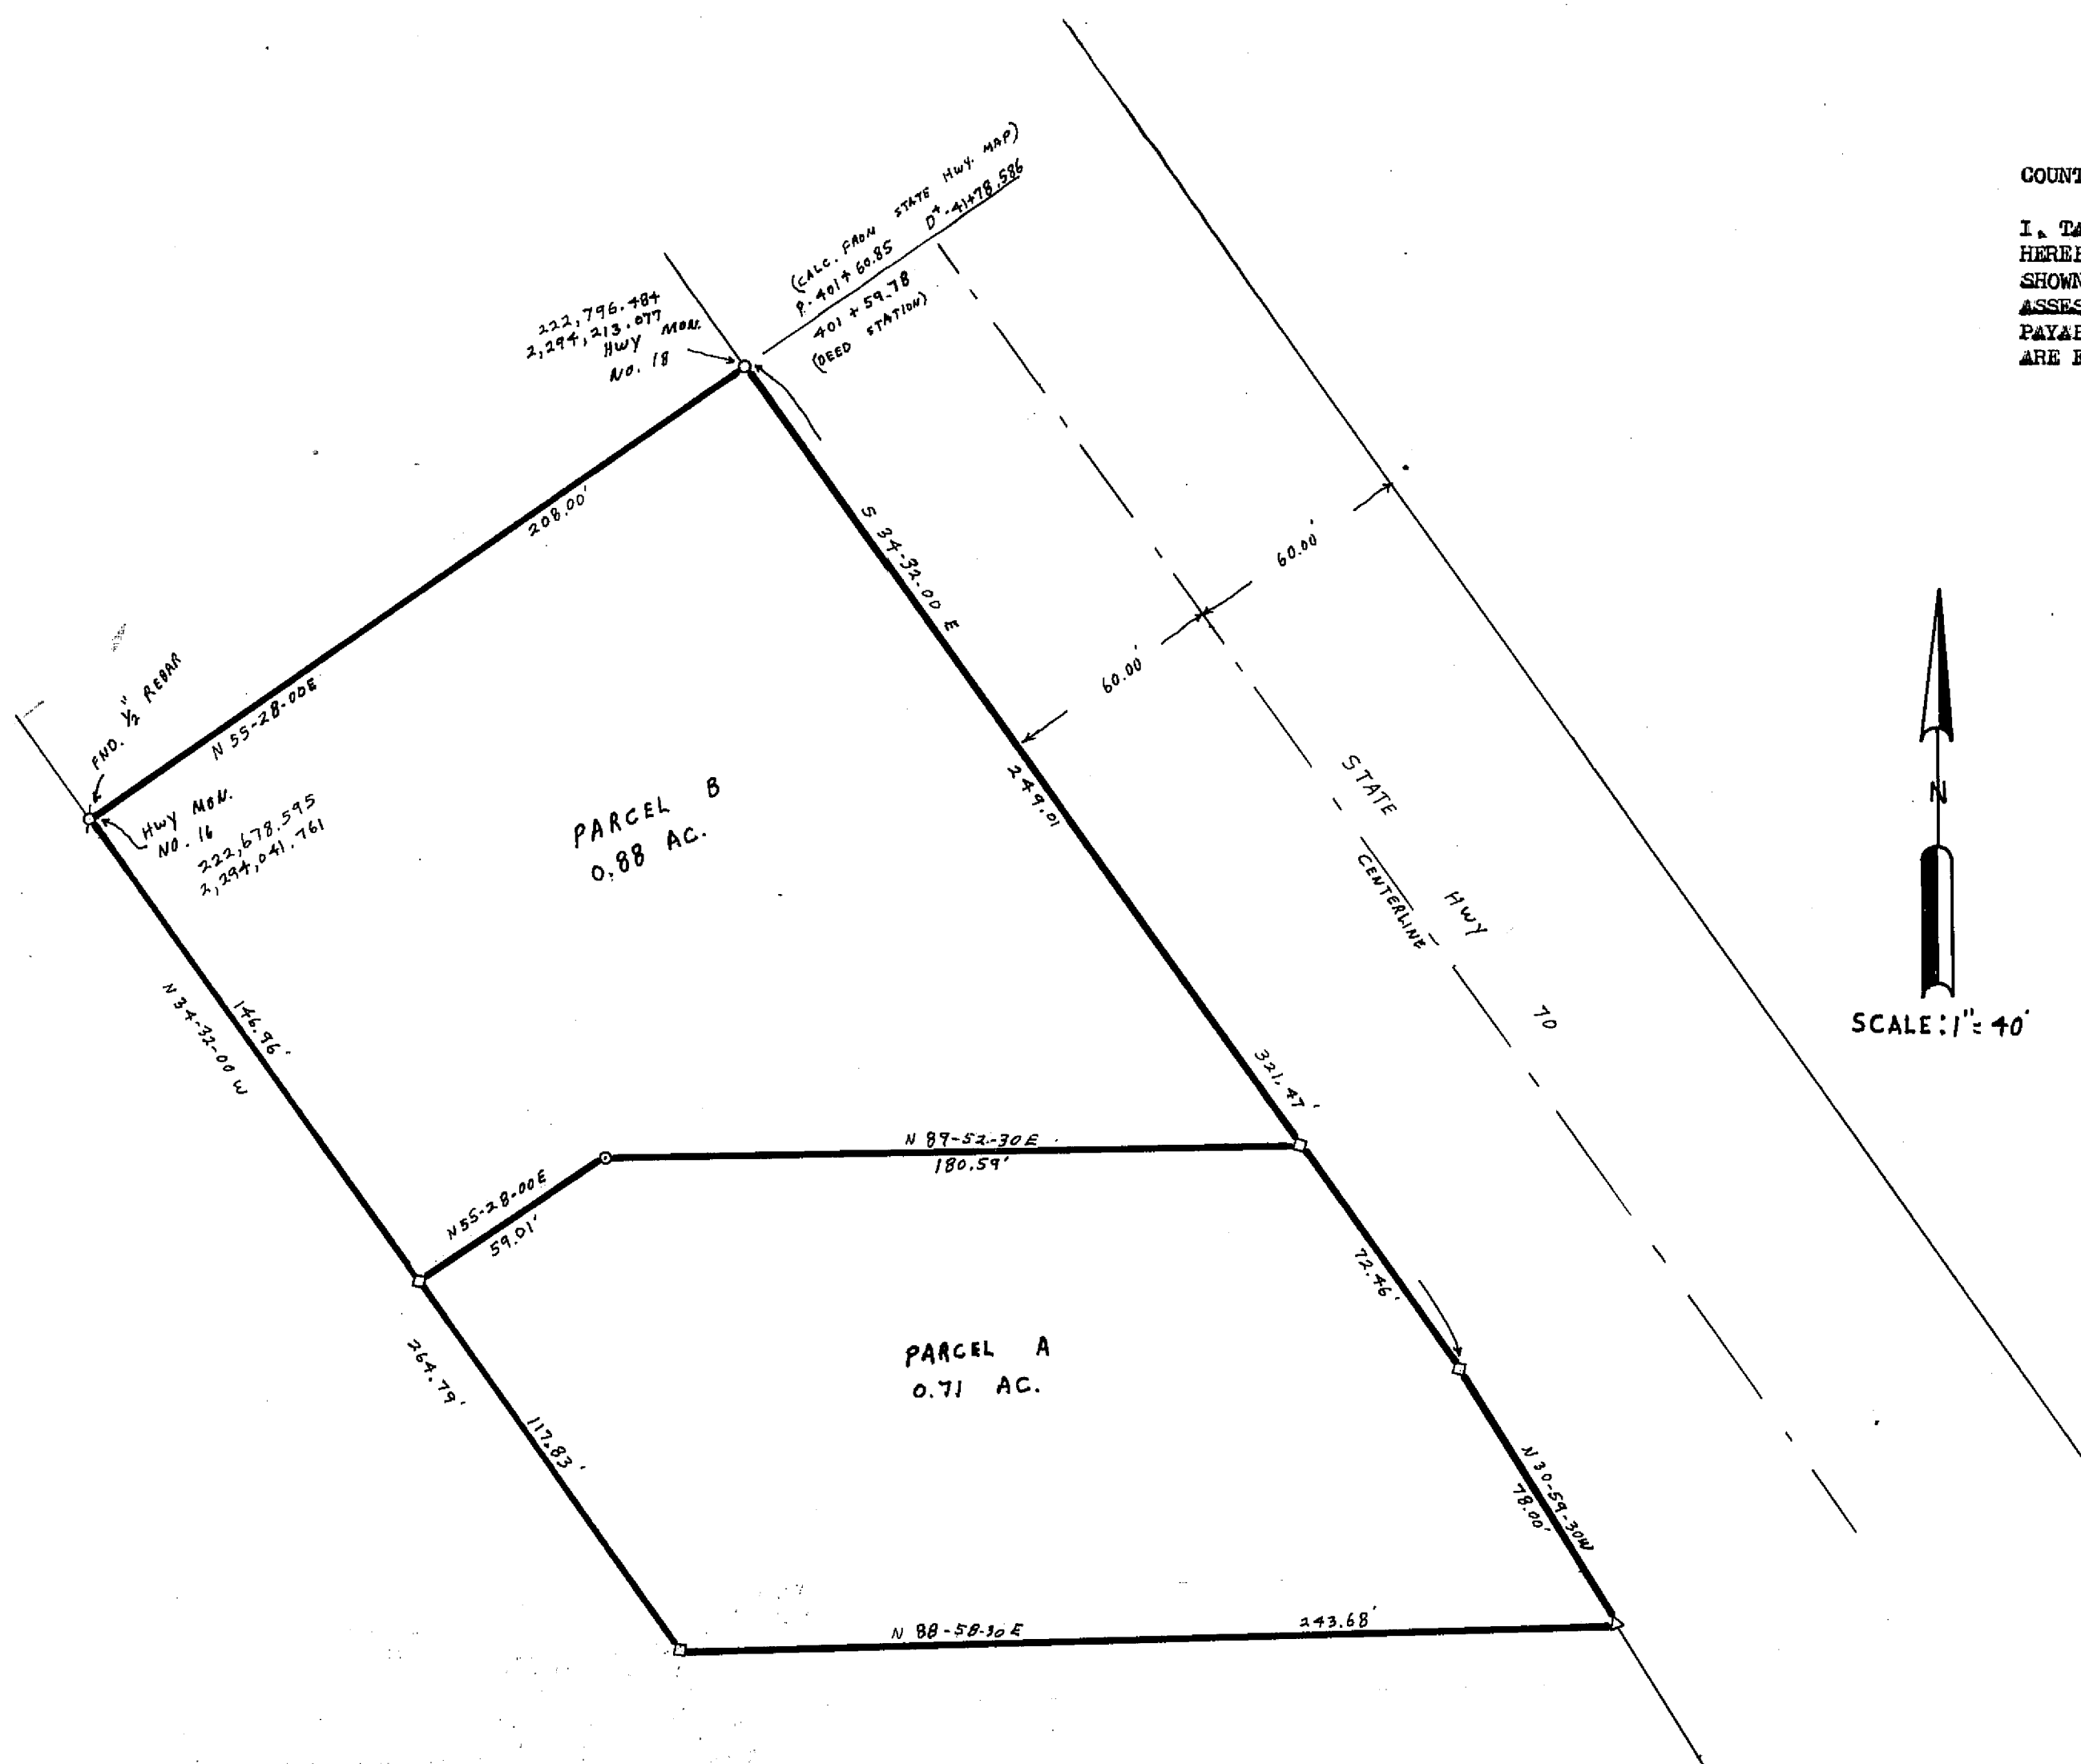 (CALC. FROM STATE HWY. MAP)
P. 401 + 60.85 D⁺-41+78.586
401 + 59.78
(DEED STATION)
222,796.484
2,294,213.077
HWY MON.
NO. 18
COUNT
I, TA
HEREB
SHOWN
ASSES
PAYAB
ARE
208.00'
N 55-28-00E
S 34-32-00 E
249.01
321.47'
60.00'
60.00'
FND. 1/2" REBAR
HWY MON.
NO. 16
222,678.595
2,294,041.761
PARCEL B
0.88 AC.
STATE HWY 70
CENTERLINE
N
SCALE: 1"= 40'
146.96'
N 34-32-00 W
N 89-52-30 E
180.59'
N55-28-00E
59.01'
72.46'
264.79'
117.83'
PARCEL A
0.71 AC.
N 30-59-30W
78.00'
N 88-58-30 E 243.68'